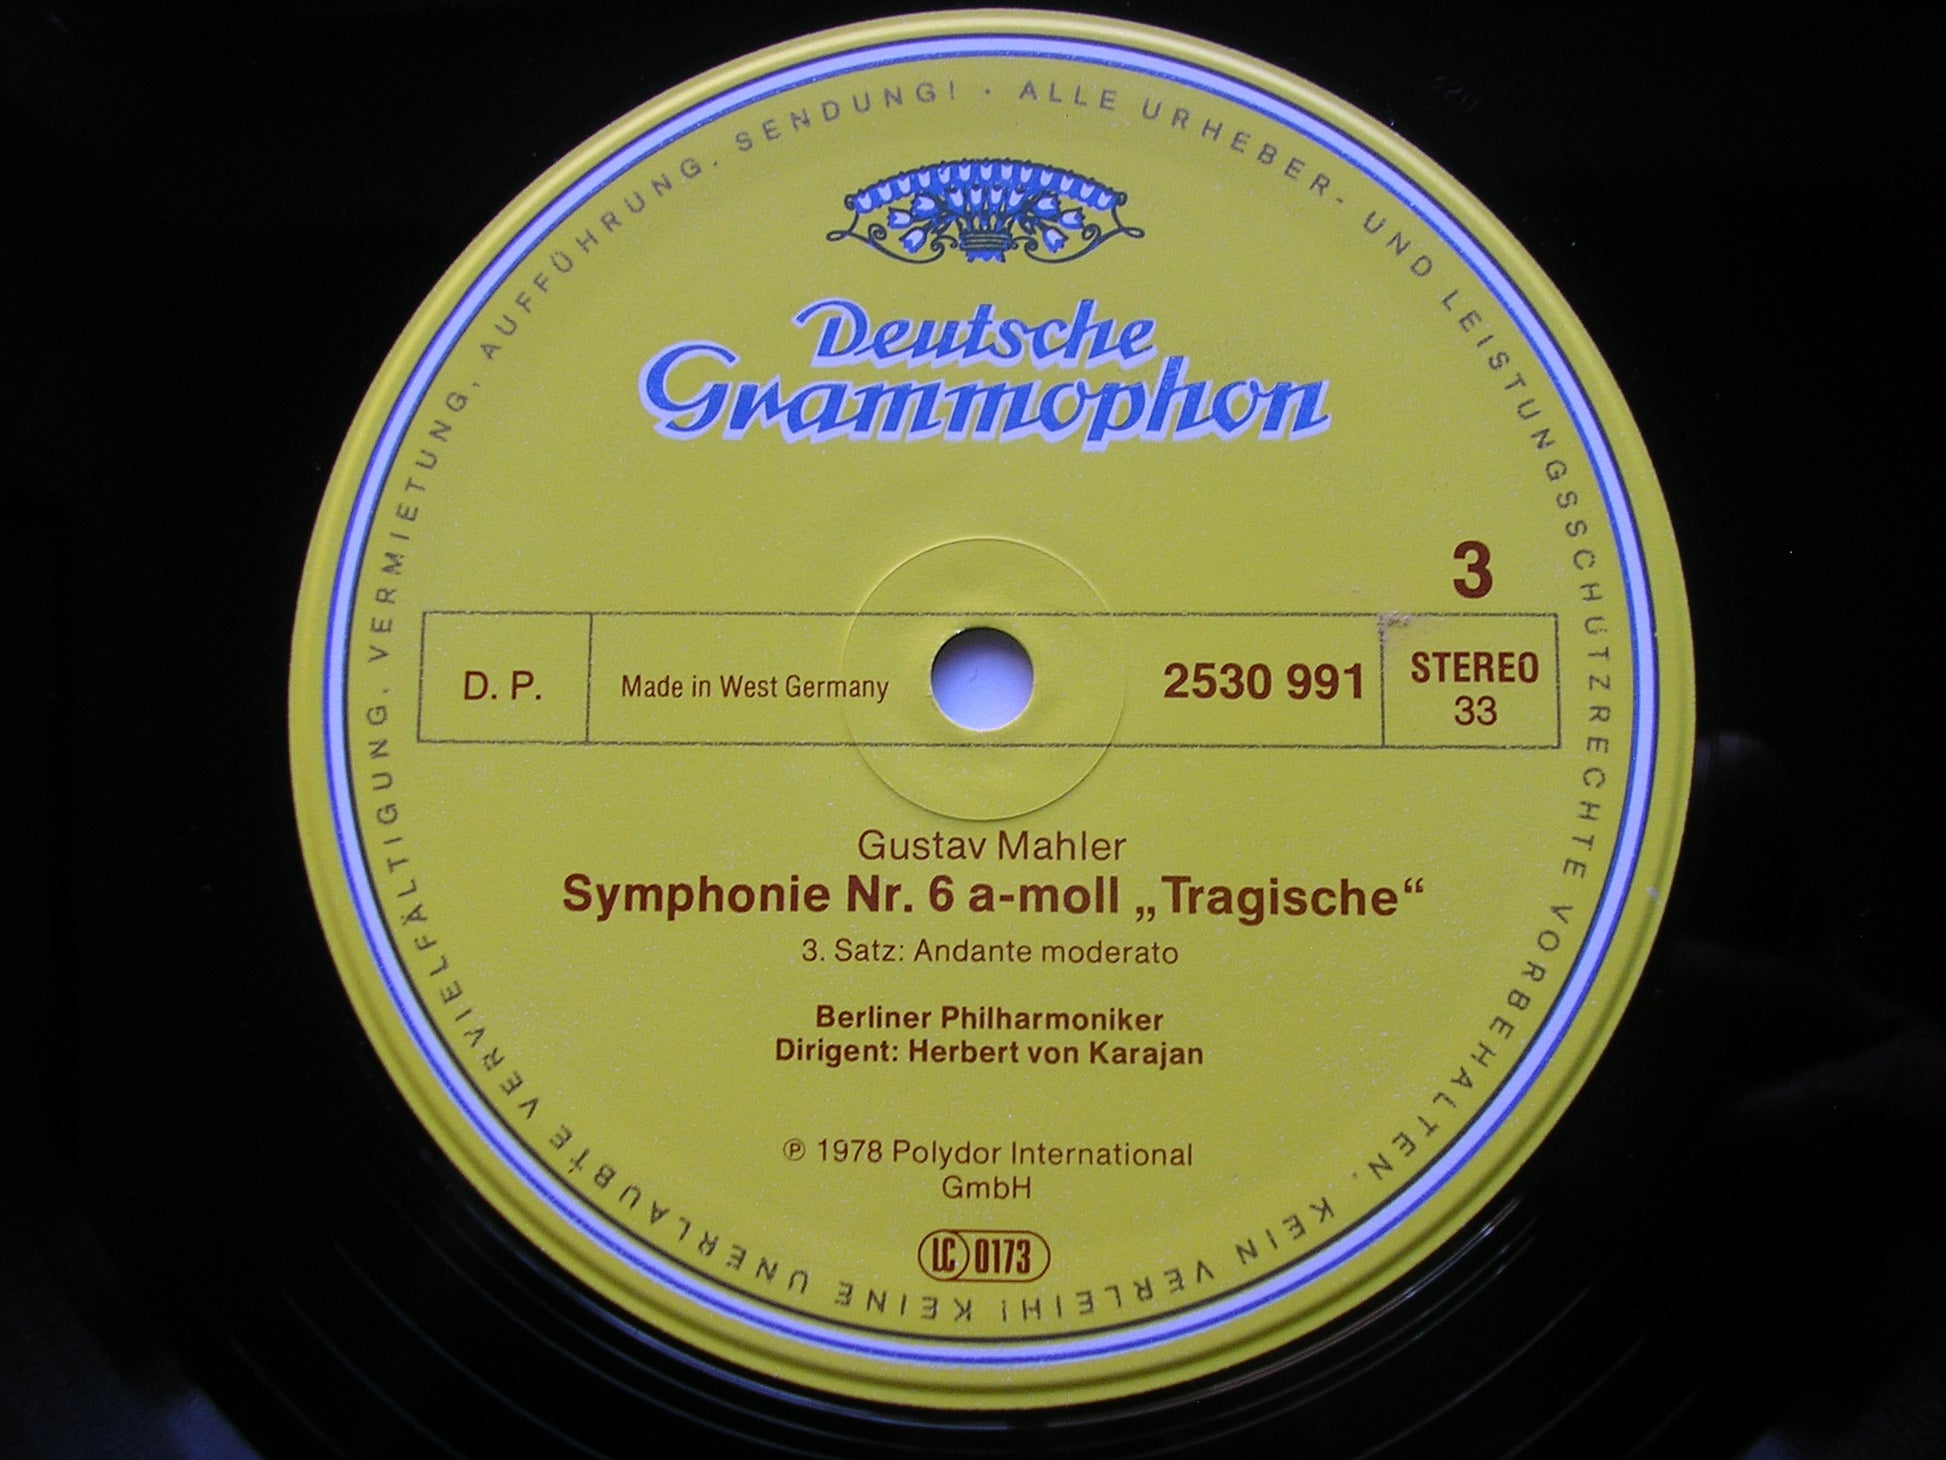 ALLE URHEBER- UND LEISTUNGSSCHUTZRECHTE VORBEHALTEN. KEIN VERLEIH! KEINE UNERLAUBTE VERVIELFÄLTIGUNG. VERMIETUNG, AUFFÜHRUNG. SENDUNG! ·
Deutsche
Grammophon
3
D. P.
Made in West Germany
2530 991
STEREO
33
Gustav Mahler
Symphonie Nr. 6 a-moll „Tragische“
3. Satz: Andante moderato
Berliner Philharmoniker
Dirigent: Herbert von Karajan
℗ 1978 Polydor International
GmbH
LC 0173